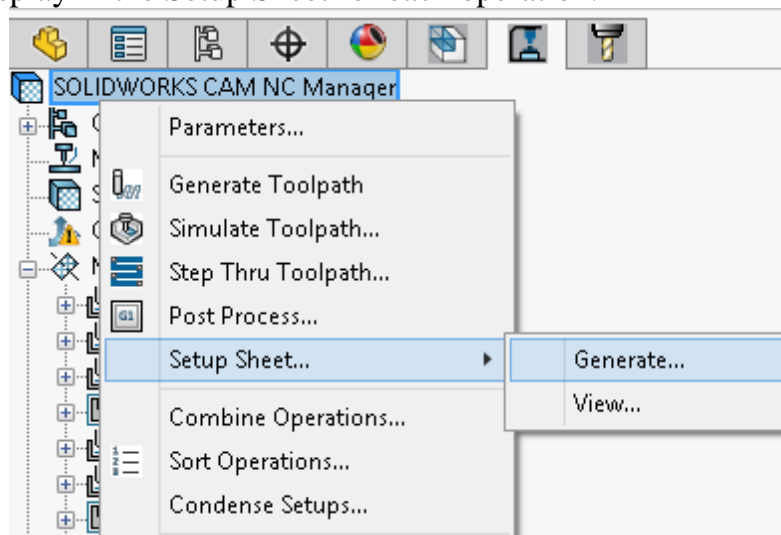 SOLIDWORKS CAM NC Manager
Parameters...
Generate Toolpath
Simulate Toolpath...
Step Thru Toolpath...
G1 Post Process...
Setup Sheet...
Generate...
View...
Combine Operations...
Sort Operations...
Condense Setups...